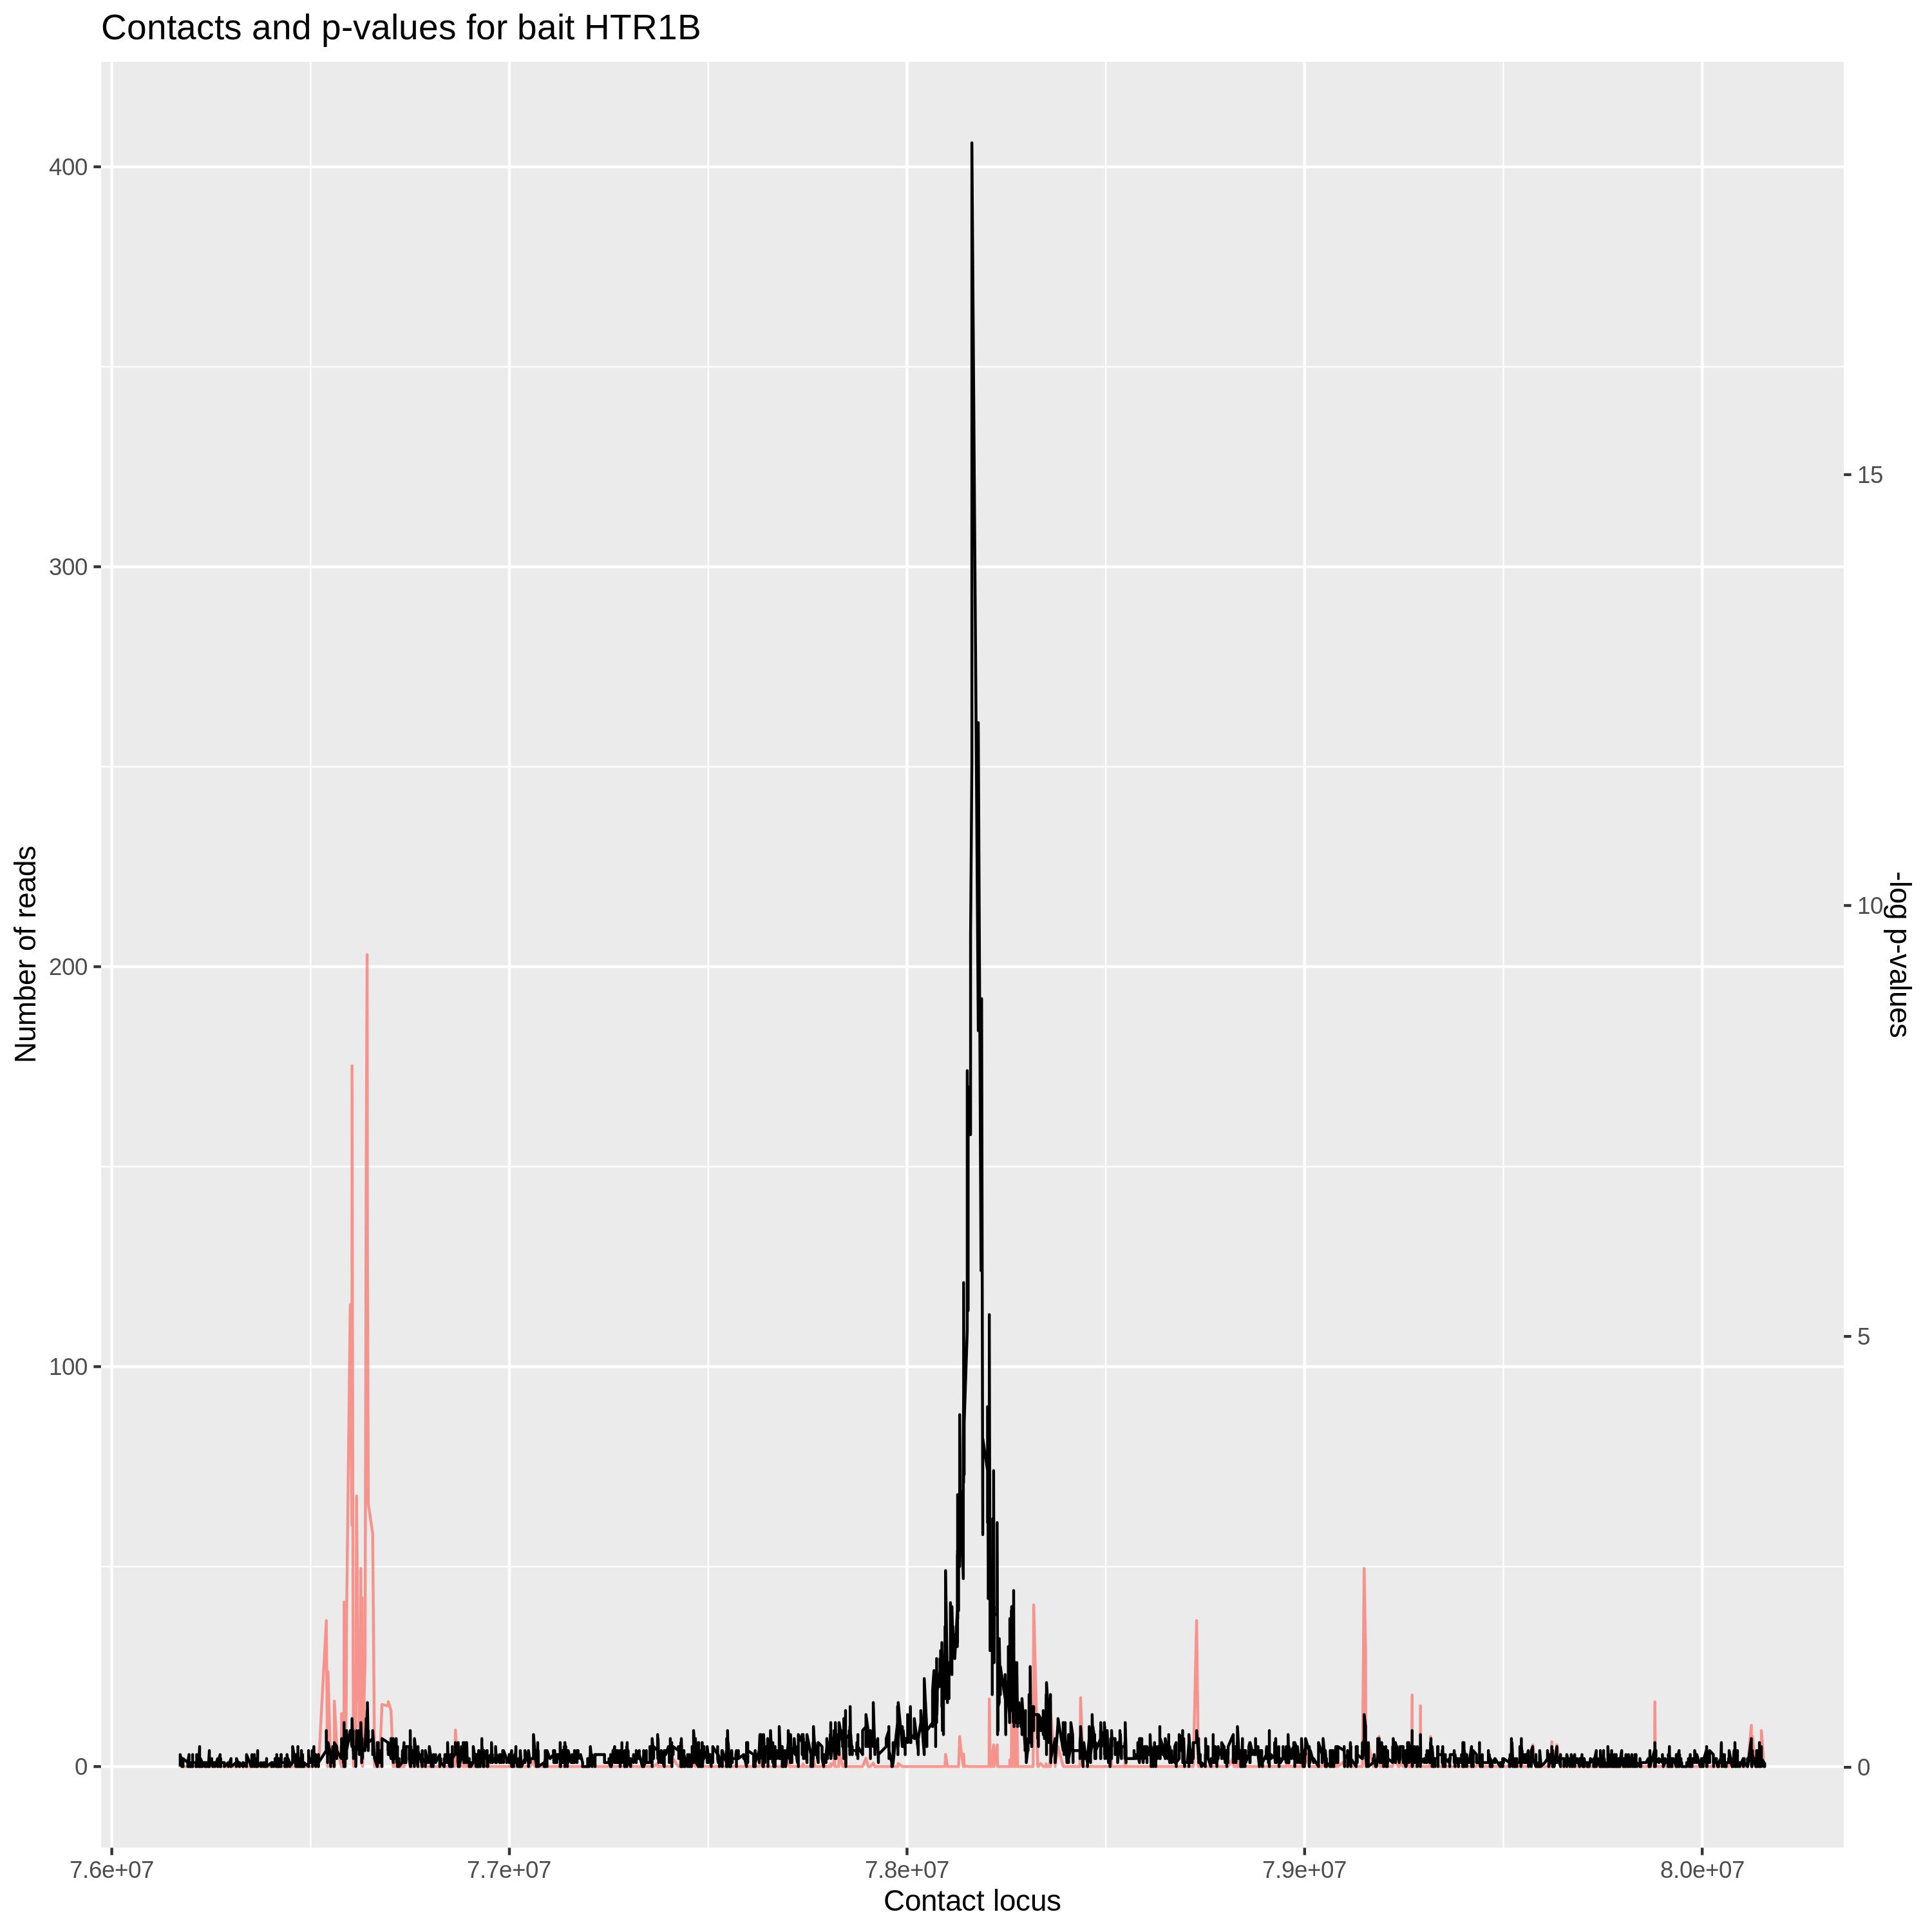 Contacts and p-values for bait HTR1B
400
300
200
100
0
Number of reads
15
10
5
0
-log p-values
7.6e+07 7.7e+07 7.8e+07 7.9e+07 8.0e+07
Contact locus